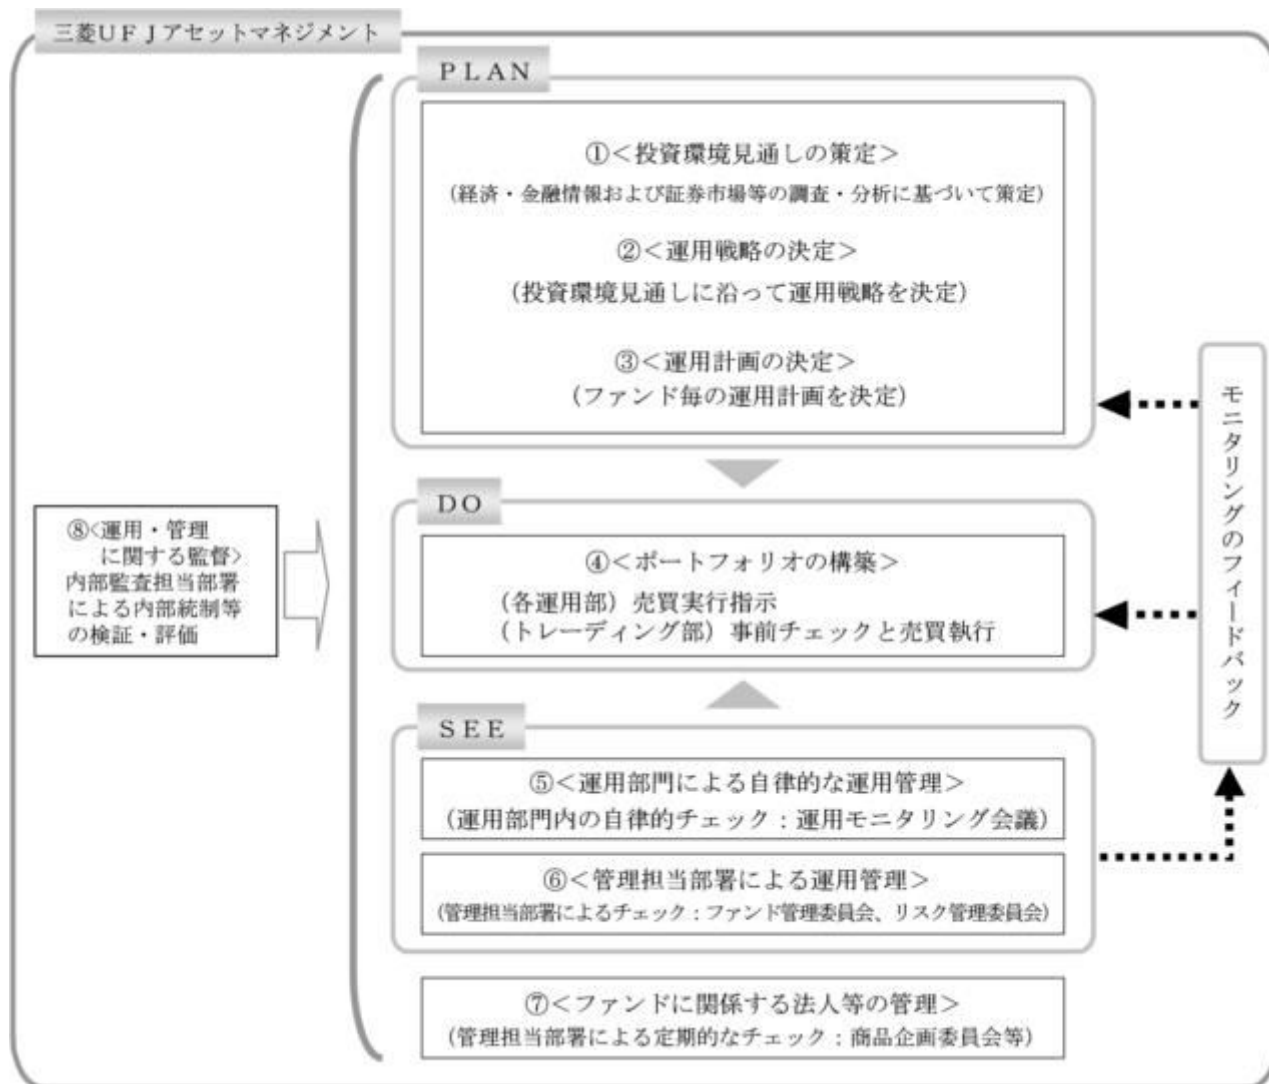 三菱ＵＦＪアセットマネジメント
ＰＬＡＮ
①＜投資環境見通しの策定＞
（経済・金融情報および証券市場等の調査・分析に基づいて策定）
②＜運用戦略の決定＞
（投資環境見通しに沿って運用戦略を決定）
③＜運用計画の決定＞
（ファンド毎の運用計画を決定）
ＤＯ
④＜ポートフォリオの構築＞
（各運用部）売買実行指示
（トレーディング部）事前チェックと売買執行
ＳＥＥ
⑤＜運用部門による自律的な運用管理＞
（運用部門内の自律的チェック：運用モニタリング会議）
⑥＜管理担当部署による運用管理＞
（管理担当部署によるチェック：ファンド管理委員会、リスク管理委員会）
⑦＜ファンドに関係する法人等の管理＞
（管理担当部署による定期的なチェック：商品企画委員会等）
⑧<運用・管理
に関する監督>
内部監査担当部署
による内部統制等
の検証・評価
モニタリングのフィードバック